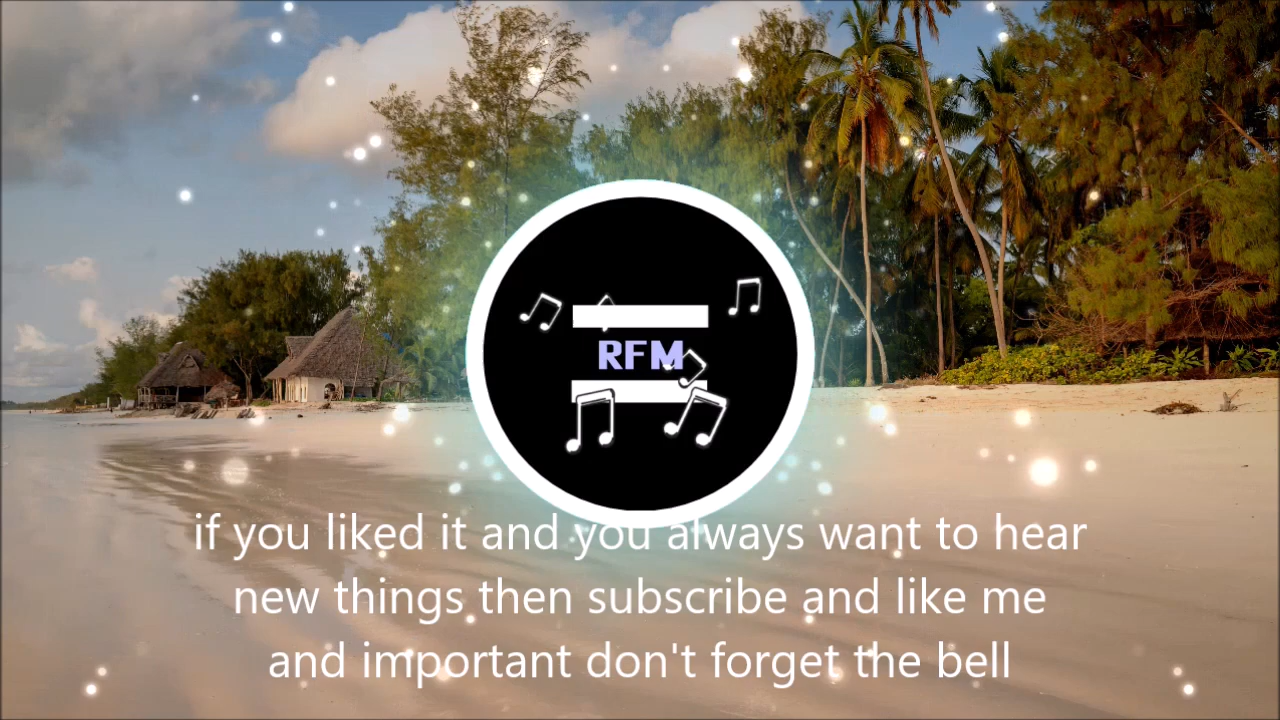 RFM
if you liked it and you always want to hear
new things then subscribe and like me
and important don't forget the bell